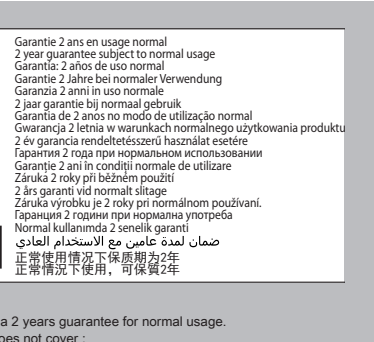 Garantie 2 ans en usage normal
2 year guarantee subject to normal usage
Garantía: 2 años de uso normal
Garantie 2 Jahre bei normaler Verwendung
Garanzia 2 anni in uso normale
2 jaar garantie bij normaal gebruik
Garantia de 2 anos no modo de utilização normal
Gwarancja 2 letnia w warunkach normalnego użytkowania produktu
2 év garancia rendeltetésszerű használat esetére
Гарантия 2 года при нормальном использовании
Garanție 2 ani în condiții normale de utilizare
Záruka 2 roky při běžném použití
2 års garanti vid normalt slitage
Záruka výrobku je 2 roky pri normálnom používaní.
Гаранция 2 години при нормална употреба
Normal kullanımda 2 senelik garanti
ضمان لمدة عامين مع الاستخدام العادي
正常使用情况下保质期为2年
正常情況下使用，可保質2年
a 2 years guarantee for normal usage.
oes not cover :